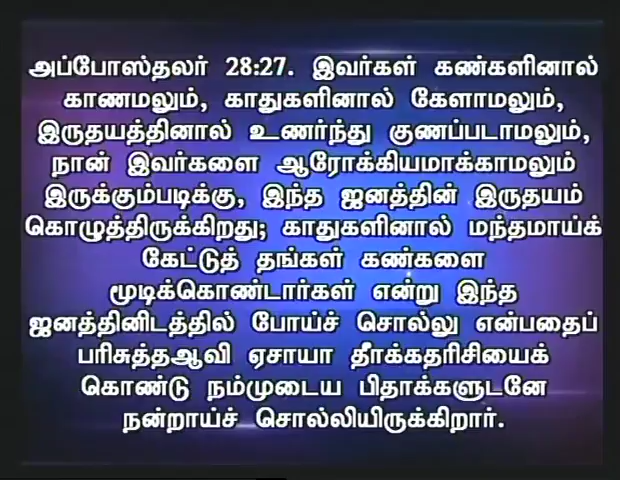 அப்போஸ்தலர் 28:27. இவர்கள் கண்களினால்
காணமலும், காதுகளினால் கேளாமலும்,
இருதயத்தினால் உணர்ந்து குணப்படாமலும்,
நான் இவர்களை ஆரோக்கியமாக்காமலும்
இருக்கும்படிக்கு, இந்த ஜனத்தின் இருதயம்
கொழுத்திருக்கிறது; காதுகளினால் மந்தமாய்க்
கேட்டுத் தங்கள் கண்களை
மூடிக்கொண்டார்கள் என்று இந்த
ஜனத்தினிடத்தில் போய்ச் சொல்லு என்பதைப்
பரிசுத்தஆவி ஏசாயா தீர்க்கதரிசியைக்
கொண்டு நம்முடைய பிதாக்களுடனே
நன்றாய்ச் சொல்லியிருக்கிறார்.